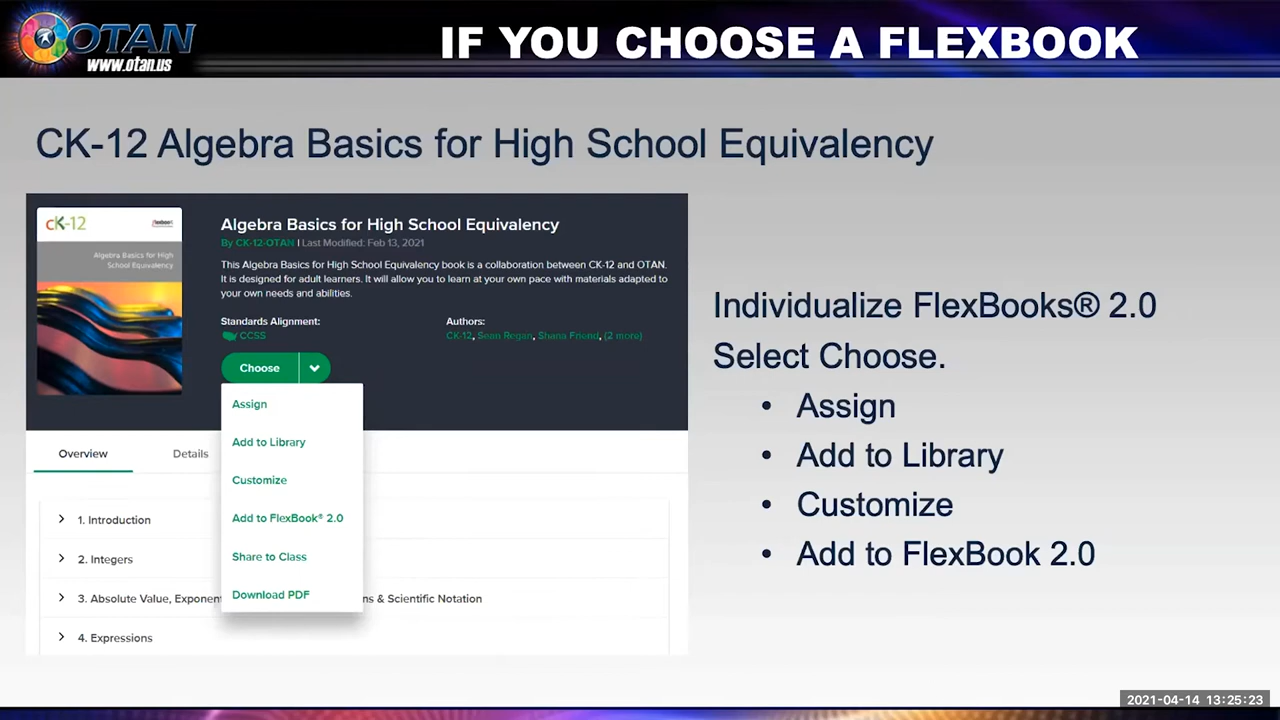 OTAN
www.otan.us
IF YOU CHOOSE A FLEXBOOK
CK-12 Algebra Basics for High School Equivalency
cK-12
flexbook
Algebra Basics for High
School Equivalency
Algebra Basics for High School Equivalency
By CK-12-OTAN | Last Modified: Feb 13, 2021
This Algebra Basics for High School Equivalency book is a collaboration between CK-12 and OTAN.
It is designed for adult learners. It will allow you to learn at your own pace with materials adapted to
your own needs and abilities.
Standards Alignment:
CCSS
Authors:
CK-12, Sean Regan, Shana Friend, (2 more)
Choose
Assign
Add to Library
Customize
Add to FlexBook® 2.0
Share to Class
Download PDF
Overview
Details
1. Introduction
2. Integers
3. Absolute Value, Exponen
s & Scientific Notation
4. Expressions
Individualize FlexBooks® 2.0
Select Choose.
• Assign
• Add to Library
• Customize
• Add to FlexBook 2.0
2021-04-14 13:25:23